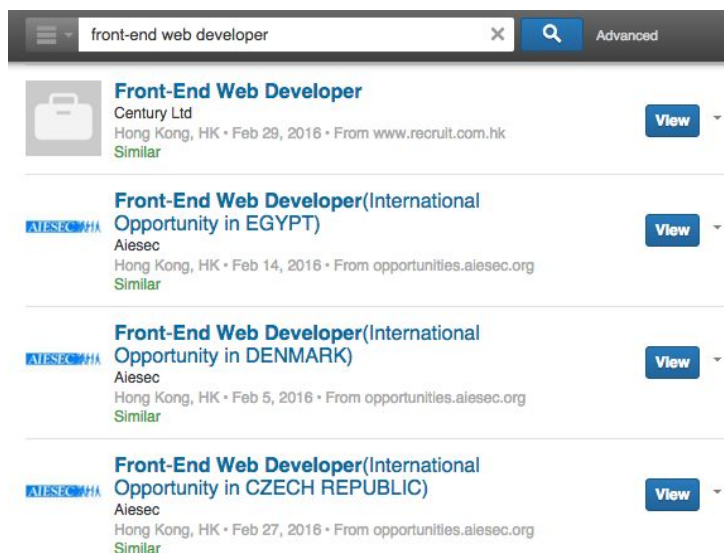 front-end web developer
Advanced
Front-End Web Developer
Century Ltd
View
Hong Kong, HK • Feb 29, 2016 • From www.recruit.com.hk
Similar
Front-End Web Developer(International
AIESEC
Opportunity in EGYPT)
View
Aiesec
Hong Kong, HK • Feb 14, 2016 • From opportunities.aiesec.org
Similar
Front-End Web Developer(International
AIESEC
Opportunity in DENMARK)
View
Aiesec
Hong Kong, HK • Feb 5, 2016 • From opportunities.aiesec.org
Similar
Front-End Web Developer(International
AIESEC
Opportunity in CZECH REPUBLIC)
View
Aiesec
Hong Kong, HK • Feb 27, 2016 • From opportunities.aiesec.org
Similar